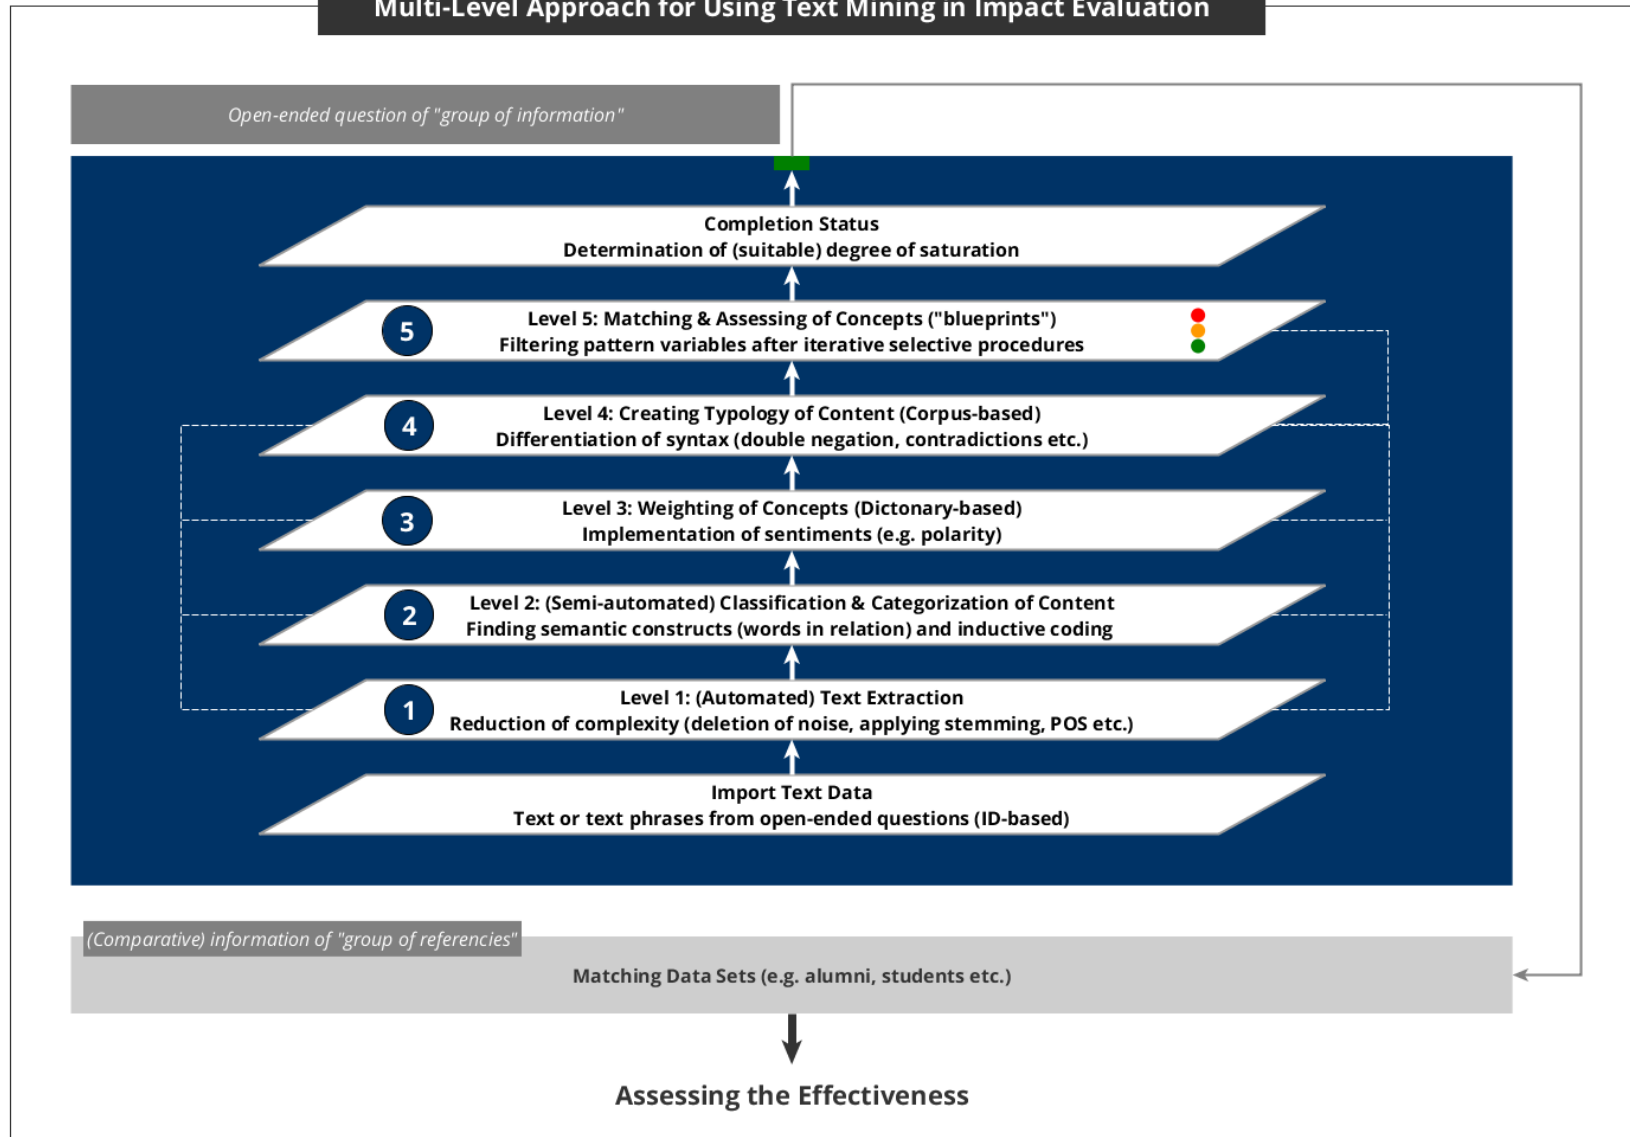 Multi-Level Approach for Using Text Mining in Impact Evaluation
Open-ended question of "group of information"
Completion Status
Determination of (suitable) degree of saturation
5
Level 5: Matching & Assessing of Concepts ("blueprints")
Filtering pattern variables after iterative selective procedures
4
Level 4: Creating Typology of Content (Corpus-based)
Differentiation of syntax (double negation, contradictions etc.)
3
Level 3: Weighting of Concepts (Dictonary-based)
Implementation of sentiments (e.g. polarity)
2
Level 2: (Semi-automated) Classification & Categorization of Content
Finding semantic constructs (words in relation) and inductive coding
1
Level 1: (Automated) Text Extraction
Reduction of complexity (deletion of noise, applying stemming, POS etc.)
Import Text Data
Text or text phrases from open-ended questions (ID-based)
(Comparative) information of "group of referencies"
Matching Data Sets (e.g. alumni, students etc.)
Assessing the Effectiveness